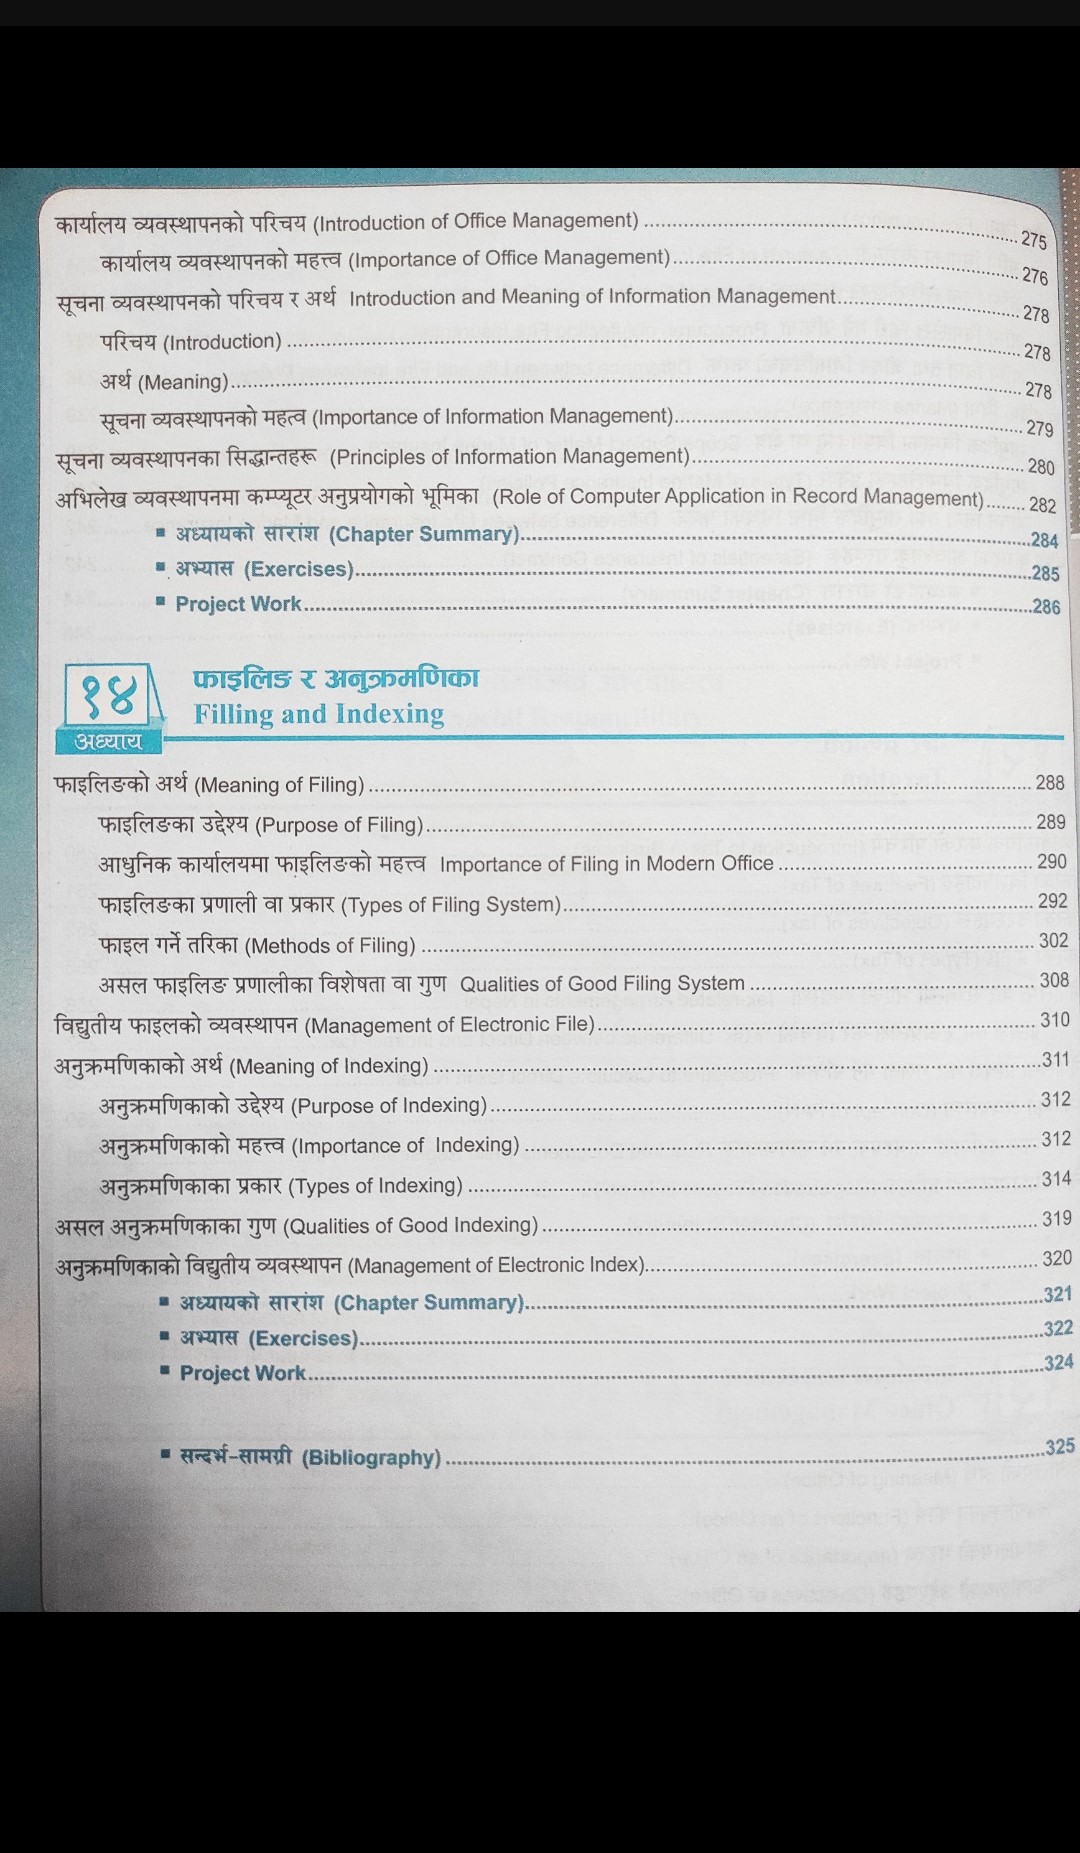 कार्यालय व्यवस्थापनको परिचय (Introduction of Office Management) 275
कार्यालय व्यवस्थापनको महत्त्व (Importance of Office Management) 276
सूचना व्यवस्थापनको परिचय र अर्थ Introduction and Meaning of Information Management 278
परिचय (Introduction) 278
अर्थ (Meaning) 278
सूचना व्यवस्थापनको महत्व (Importance of Information Management) 279
सूचना व्यवस्थापनका सिद्धान्तहरू (Principles of Information Management) 280
अभिलेख व्यवस्थापनमा कम्प्यूटर अनुप्रयोगको भूमिका (Role of Computer Application in Record Management) 282
▪ अध्यायको सारांश (Chapter Summary) 284
▪ अभ्यास (Exercises) 285
▪ Project Work 286
१४
फाइलिङ र अनुक्रमणिका
Filling and Indexing
अध्याय
फाइलिङको अर्थ (Meaning of Filing) 288
फाइलिङका उद्देश्य (Purpose of Filing) 289
आधुनिक कार्यालयमा फाइलिङको महत्त्व Importance of Filing in Modern Office 290
फाइलिङका प्रणाली वा प्रकार (Types of Filing System) 292
फाइल गर्ने तरिका (Methods of Filing) 302
असल फाइलिङ प्रणालीका विशेषता वा गुण Qualities of Good Filing System 308
विद्युतीय फाइलको व्यवस्थापन (Management of Electronic File) 310
अनुक्रमणिकाको अर्थ (Meaning of Indexing) 311
अनुक्रमणिकाको उद्देश्य (Purpose of Indexing) 312
अनुक्रमणिकाको महत्त्व (Importance of Indexing) 312
अनुक्रमणिकाका प्रकार (Types of Indexing) 314
असल अनुक्रमणिकाका गुण (Qualities of Good Indexing) 319
अनुक्रमणिकाको विद्युतीय व्यवस्थापन (Management of Electronic Index) 320
▪ अध्यायको सारांश (Chapter Summary) 321
▪ अभ्यास (Exercises) 322
▪ Project Work 324
▪ सन्दर्भ-सामग्री (Bibliography) 325